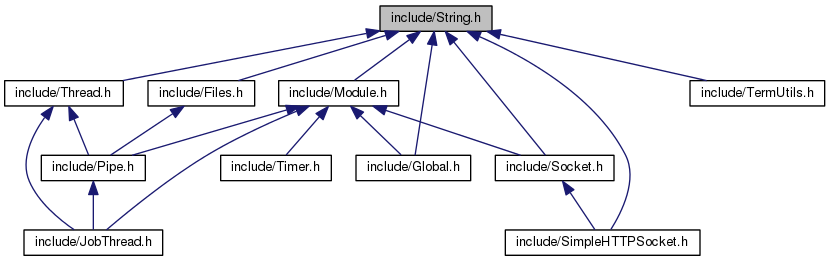 include/String.h
include/Thread.h
include/Files.h
include/Module.h
include/TermUtils.h
include/Pipe.h
include/Timer.h
include/Global.h
include/Socket.h
include/JobThread.h
include/SimpleHTTPSocket.h